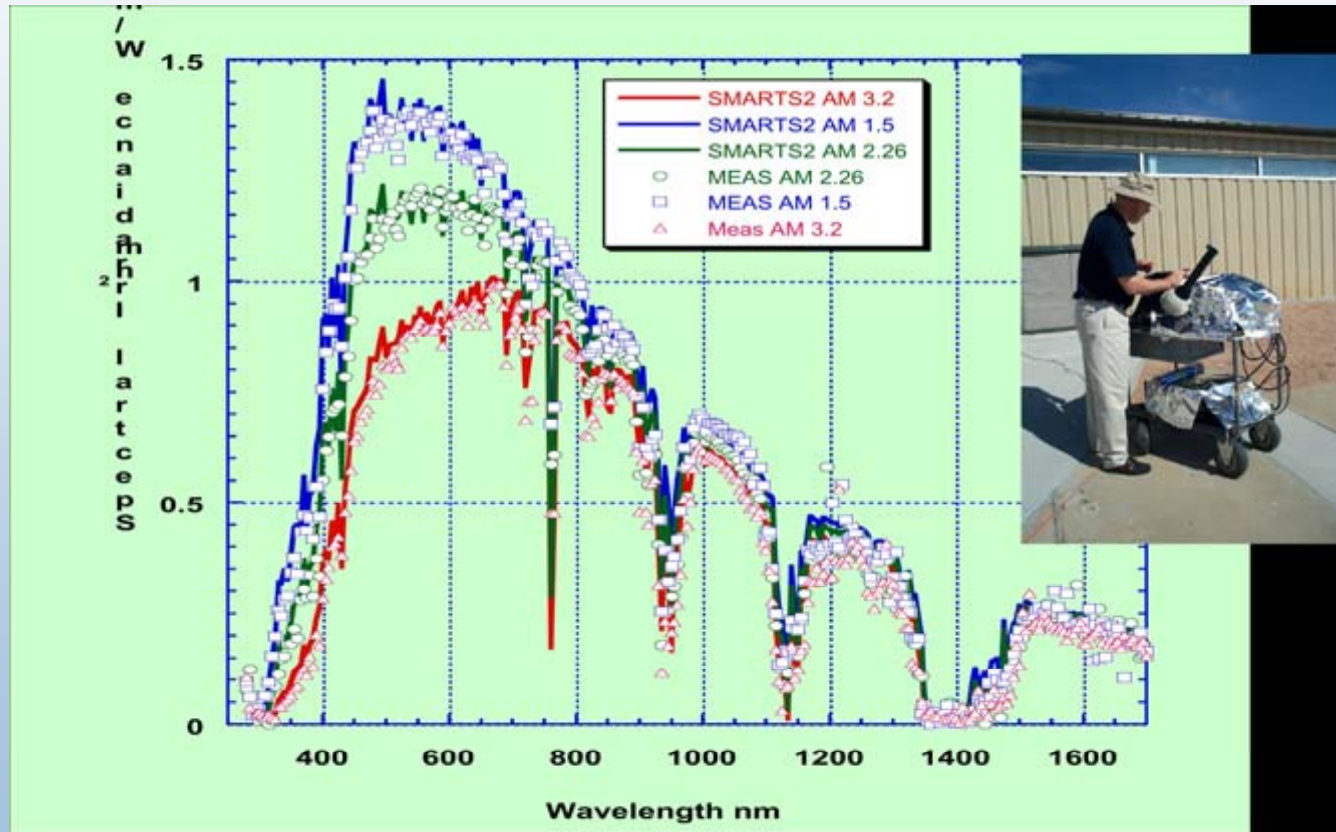 Spectral Irradiance W/m
2
1.5
1
0.5
0
SMARTS2 AM 3.2
SMARTS2 AM 1.5
SMARTS2 AM 2.26
MEAS AM 2.26
MEAS AM 1.5
Meas AM 3.2
400 600 800 1000 1200 1400 1600
Wavelength nm